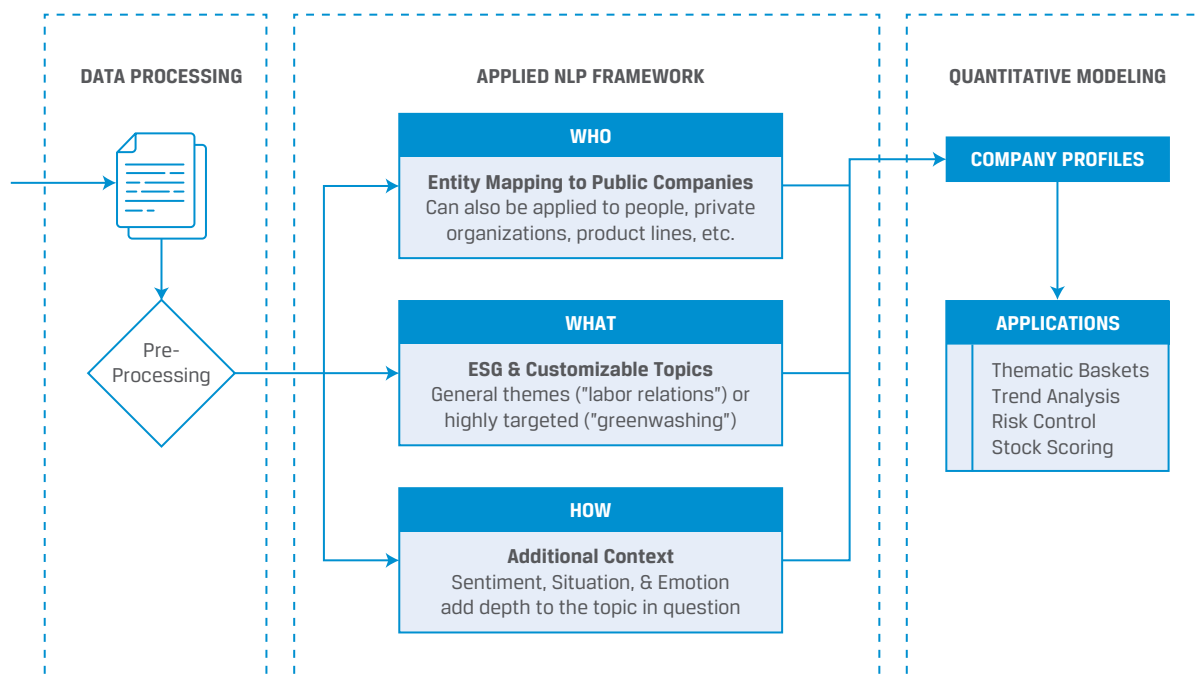 DATA PROCESSING
Pre-
Processing
APPLIED NLP FRAMEWORK
WHO
Entity Mapping to Public Companies
Can also be applied to people, private
organizations, product lines, etc.
WHAT
ESG & Customizable Topics
General themes ("labor relations") or
highly targeted ("greenwashing")
HOW
Additional Context
Sentiment, Situation, & Emotion
add depth to the topic in question
QUANTITATIVE MODELING
COMPANY PROFILES
APPLICATIONS
Thematic Baskets
Trend Analysis
Risk Control
Stock Scoring